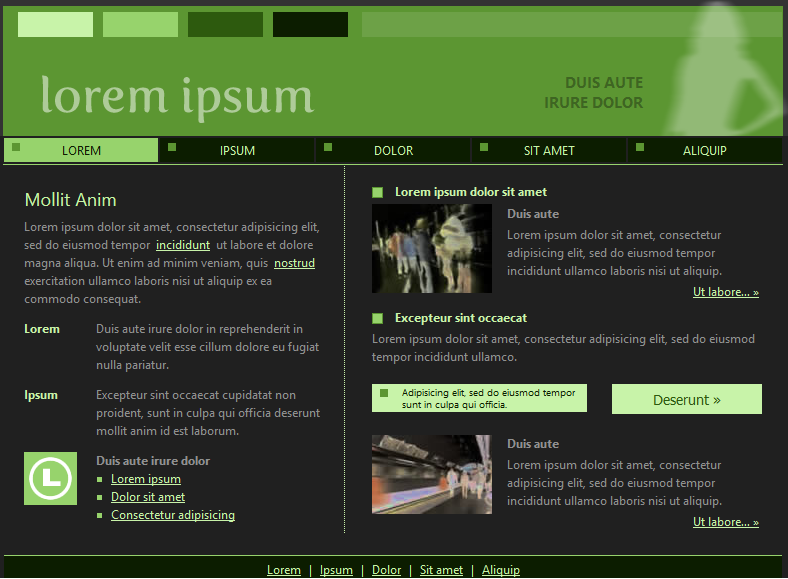 lorem ipsum
DUIS AUTE
IRURE DOLOR
LOREM
IPSUM
DOLOR
SIT AMET
ALIQUIP
Mollit Anim
Lorem ipsum dolor sit amet, consectetur adipisicing elit,
sed do eiusmod tempor incididunt ut labore et dolore
magna aliqua. Ut enim ad minim veniam, quis nostrud
exercitation ullamco laboris nisi ut aliquip ex ea
commodo consequat.
Lorem
Duis aute irure dolor in reprehenderit in
voluptate velit esse cillum dolore eu fugiat
nulla pariatur.
Ipsum
Excepteur sint occaecat cupidatat non
proident, sunt in culpa qui officia deserunt
mollit anim id est laborum.
L
Duis aute irure dolor
Lorem ipsum
Dolor sit amet
Consectetur adipisicing
Lorem ipsum dolor sit amet
Duis aute
Lorem ipsum dolor sit amet, consectetur
adipisicing elit, sed do eiusmod tempor
incididunt ullamco laboris nisi ut aliquip.
Ut labore... »
Excepteur sint occaecat
Lorem ipsum dolor sit amet, consectetur adipisicing elit, sed do eiusmod
tempor incididunt ullamco.
Adipisicing elit, sed do eiusmod tempor
sunt in culpa qui officia.
Deserunt »
Duis aute
Lorem ipsum dolor sit amet, consectetur
adipisicing elit, sed do eiusmod tempor
incididunt ullamco laboris nisi ut aliquip.
Ut labore... »
Lorem | Ipsum | Dolor | Sit amet | Aliquip